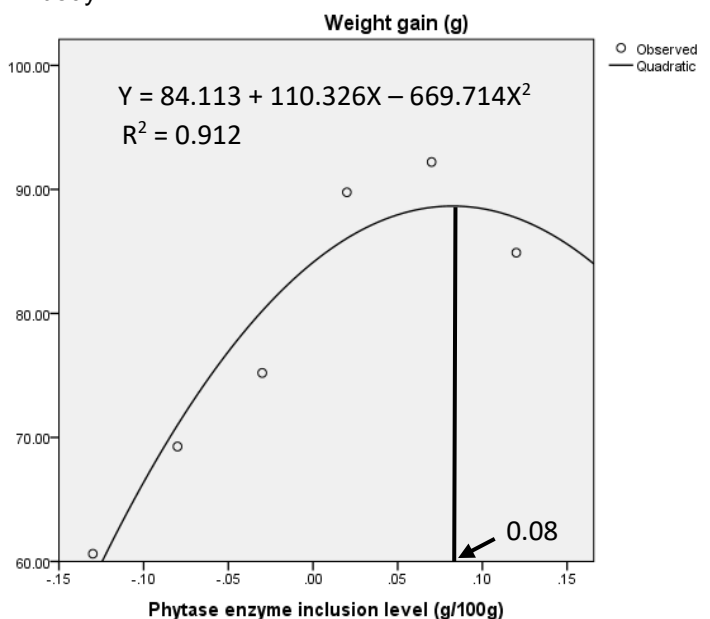 Weight gain (g)
Observed
Quadratic
100.00
Y = 84.113 + 110.326X – 669.714X²
R² = 0.912
90.00
80.00
70.00
60.00
0.08
-.15 -.10 -.05 .00 .05 .10 .15
Phytase enzyme inclusion level (g/100g)